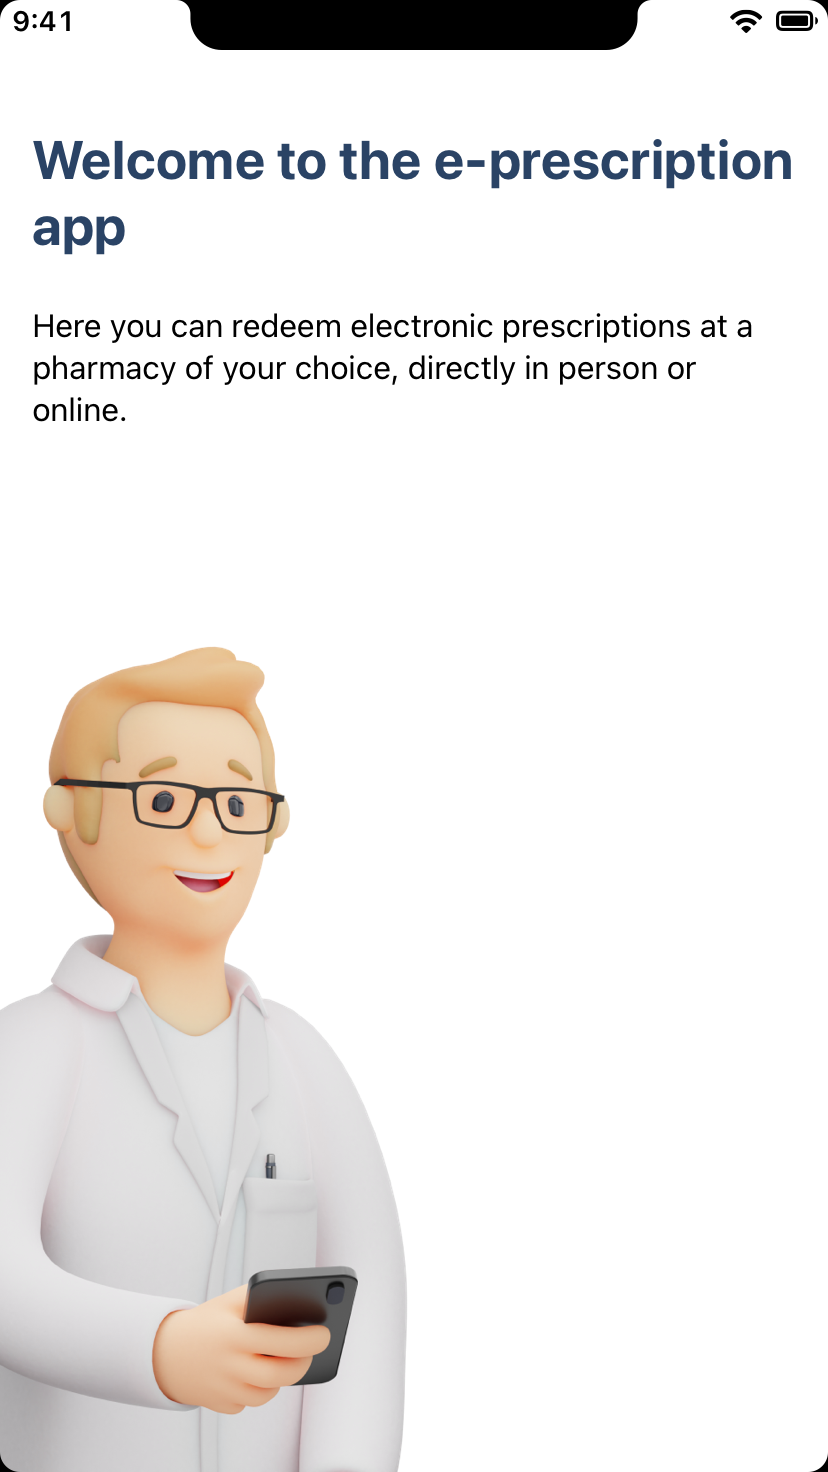 9:41
Welcome to the e-prescription
app
Here you can redeem electronic prescriptions at a
pharmacy of your choice, directly in person or
online.